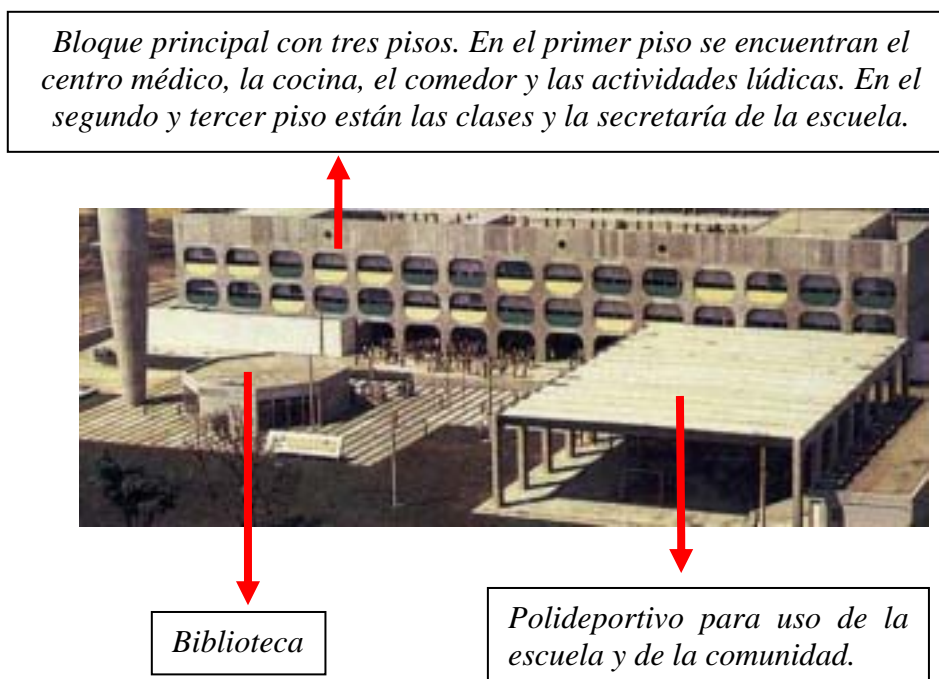 Bloque principal con tres pisos. En el primer piso se encuentran el
centro médico, la cocina, el comedor y las actividades lúdicas. En el
segundo y tercer piso están las clases y la secretaría de la escuela.
Biblioteca
Polideportivo para uso de la
escuela y de la comunidad.